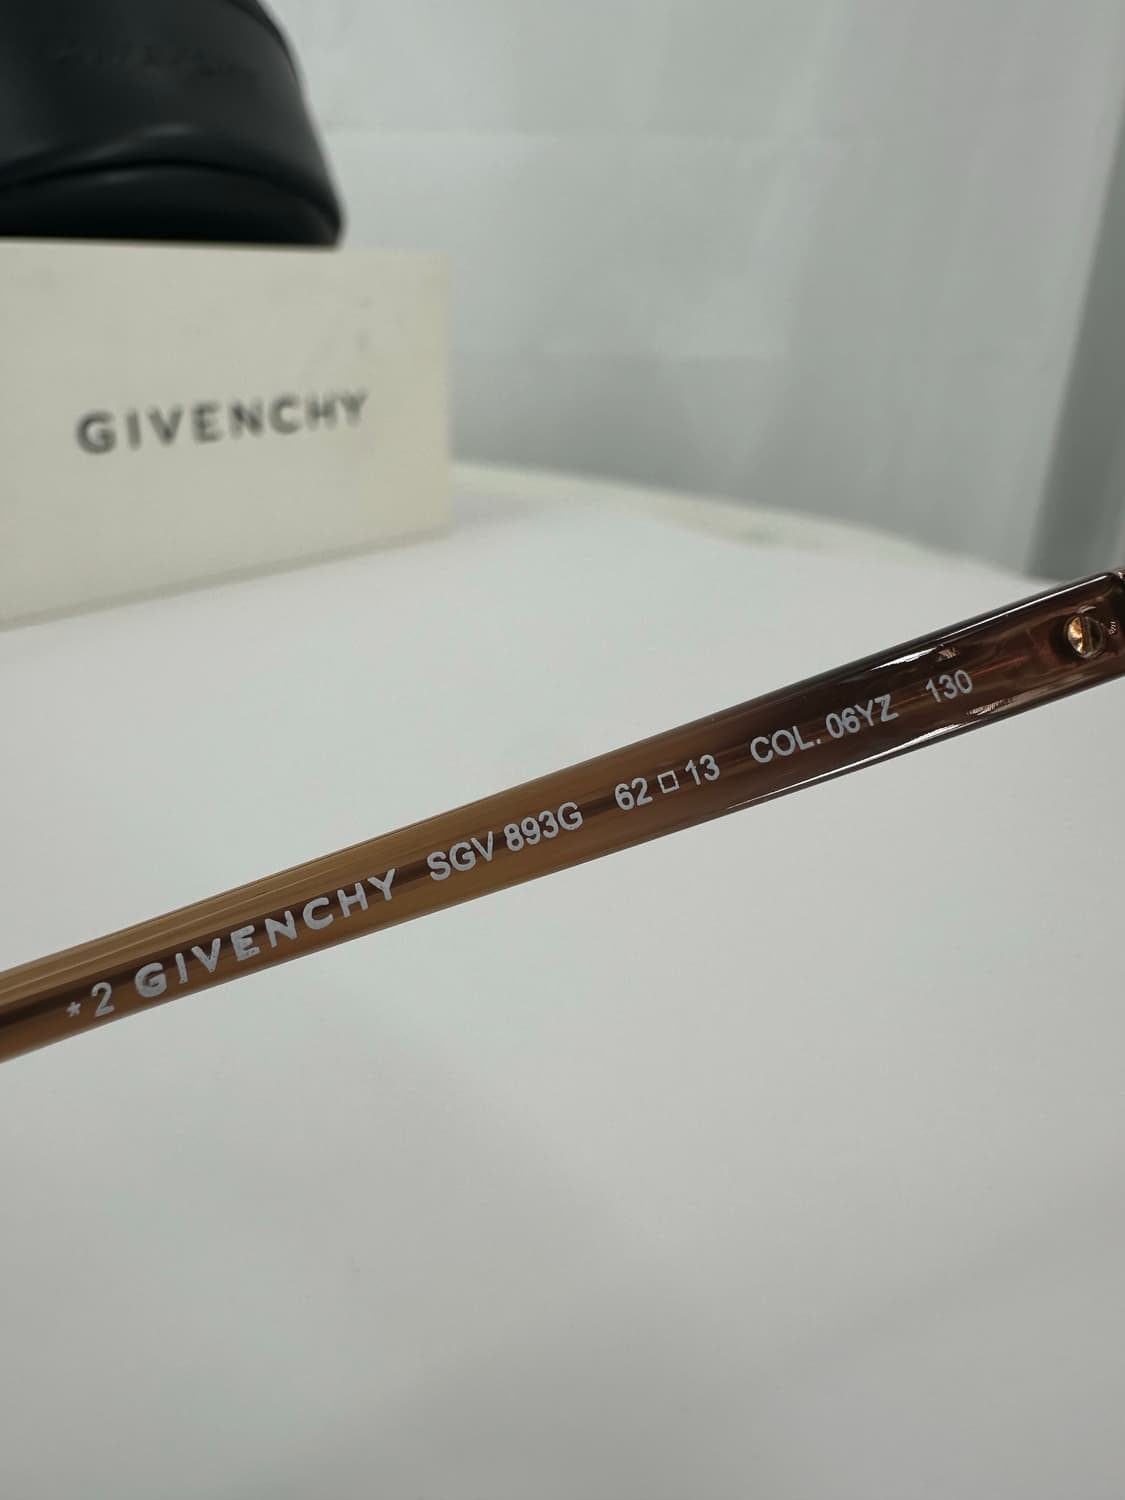 GIVENCHY
* 2 GIVENCHY SGV 893G 62□13 COL. 06YZ 130